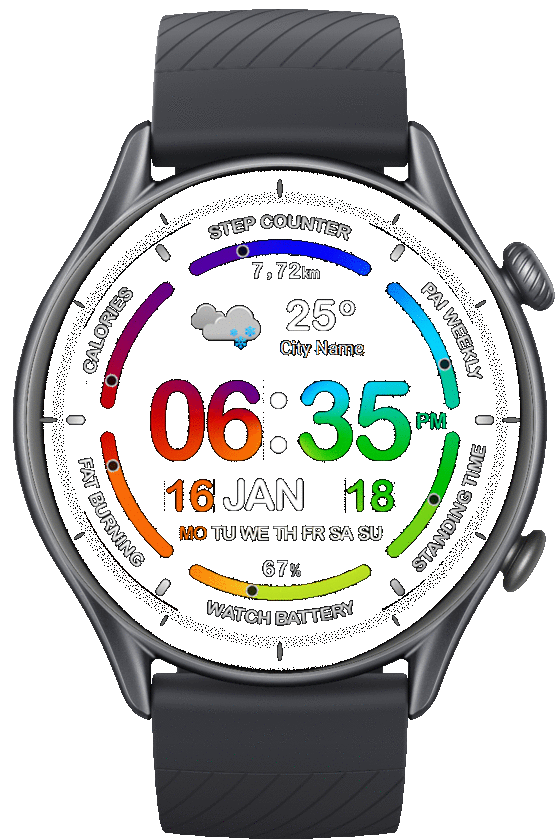 STEP COUNTER
7,72km
CALORIES
PAI WEEKLY
25º
City Name
06:35 PM
16 JAN 18
MO TU WE TH FR SA SU
FAT BURNING
STANDING TIME
67%
WATCH BATTERY